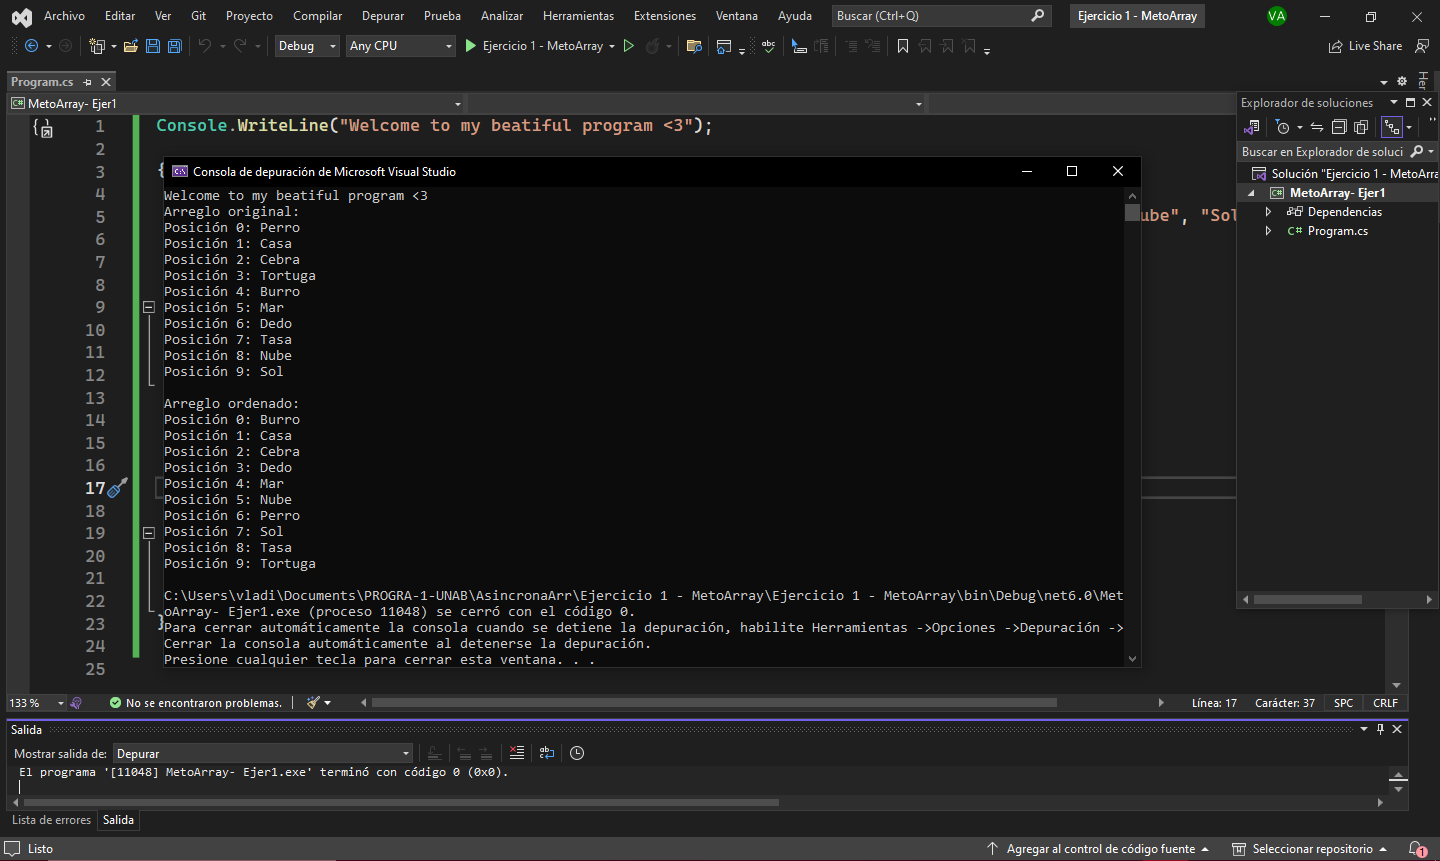 Archivo Editar Ver Git Proyecto Compilar Depurar Prueba Analizar Herramientas Extensiones Ventana Ayuda Buscar (Ctrl+Q) Ejercicio 1 - MetoArray VA
Debug Any CPU Ejercicio 1 - MetoArray Live Share
Program.cs
MetoArray- Ejer1
1 Console.WriteLine("Welcome to my beatiful program <3");
2
3 {
4
5 ube", "Sol
6
7
8
9
10
11
12
13
14
15
16
17
18
19
20
21
22
23 }
24
25
Consola de depuración de Microsoft Visual Studio
Welcome to my beatiful program <3
Arreglo original:
Posición 0: Perro
Posición 1: Casa
Posición 2: Cebra
Posición 3: Tortuga
Posición 4: Burro
Posición 5: Mar
Posición 6: Dedo
Posición 7: Tasa
Posición 8: Nube
Posición 9: Sol
Arreglo ordenado:
Posición 0: Burro
Posición 1: Casa
Posición 2: Cebra
Posición 3: Dedo
Posición 4: Mar
Posición 5: Nube
Posición 6: Perro
Posición 7: Sol
Posición 8: Tasa
Posición 9: Tortuga
C:\Users\vladi\Documents\PROGRA-1-UNAB\AsincronaArr\Ejercicio 1 - MetoArray\Ejercicio 1 - MetoArray\bin\Debug\net6.0\Met
oArray- Ejer1.exe (proceso 11048) se cerró con el código 0.
Para cerrar automáticamente la consola cuando se detiene la depuración, habilite Herramientas ->Opciones ->Depuración ->
Cerrar la consola automáticamente al detenerse la depuración.
Presione cualquier tecla para cerrar esta ventana. . .
Her
Explorador de soluciones
Buscar en Explorador de soluci
Solución "Ejercicio 1 - MetoArra
MetoArray- Ejer1
Dependencias
C# Program.cs
133 % No se encontraron problemas. Línea: 17 Carácter: 37 SPC CRLF
Salida
Mostrar salida de: Depurar
El programa '[11048] MetoArray- Ejer1.exe' terminó con código 0 (0x0).
Lista de errores Salida
Listo Agregar al control de código fuente Seleccionar repositorio 1